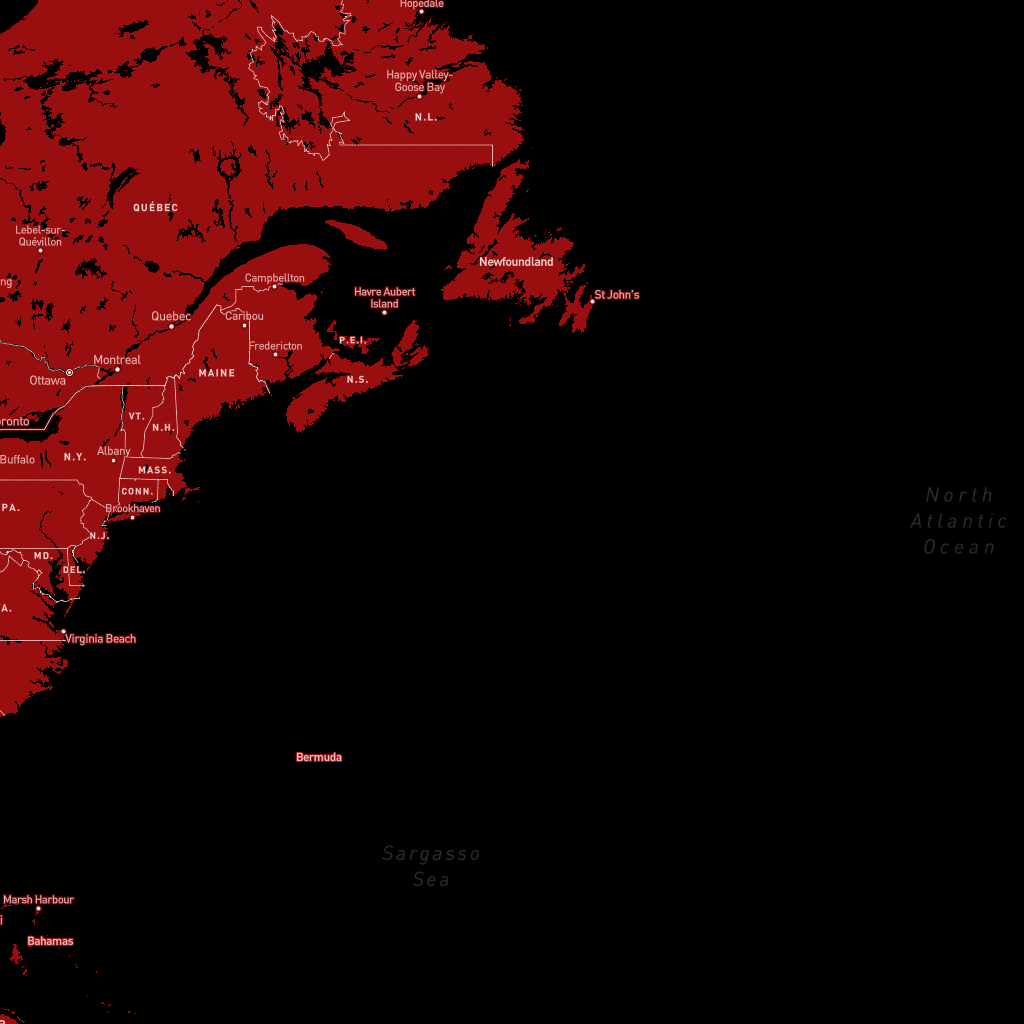 Hopedale
Happy Valley-
Goose Bay
N.L.
QUÉBEC
Lebel-sur-
Quévillon
Newfoundland
ng
Campbellton
Havre Aubert
Island
St John's
Quebec
Caribou
P.E.I.
Fredericton
Montreal
MAINE
Ottawa
N.S.
VT.
oronto
N.H.
Albany
N.Y.
Buffalo
MASS.
CONN.
North
Atlantic
Ocean
PA.
Brookhaven
N.J.
MD.
DEL.
A.
Virginia Beach
Bermuda
Sargasso
Sea
Marsh Harbour
i
Bahamas